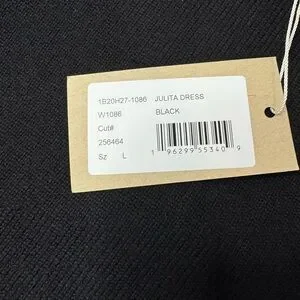 1B20H27-1086 JULITA DRESS
W1086 BLACK
Cut#
256464
Sz L
1 96299 55340 9